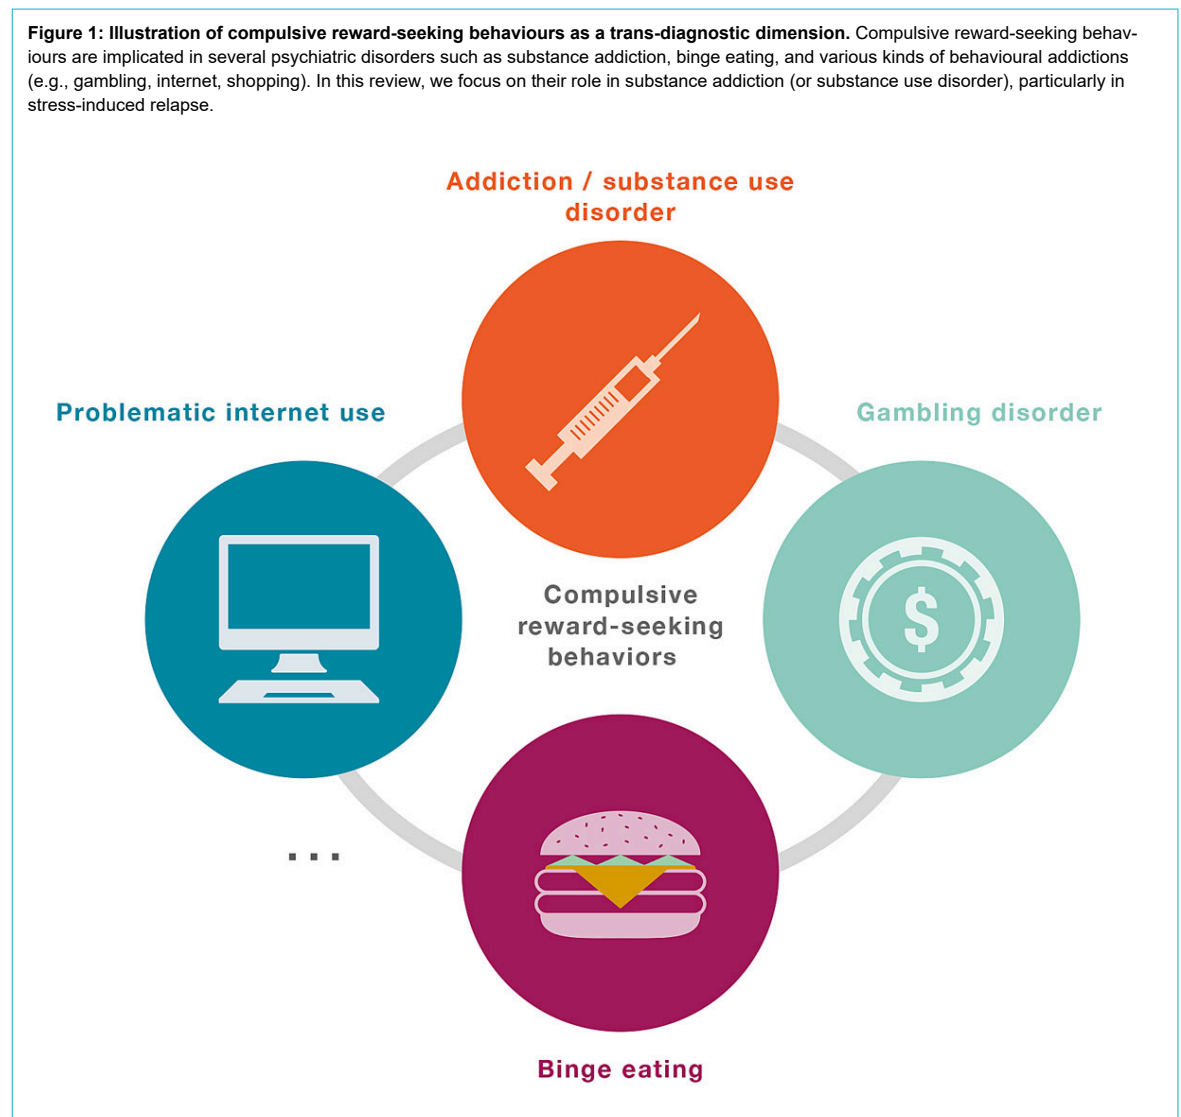 Figure 1: Illustration of compulsive reward-seeking behaviours as a trans-diagnostic dimension. Compulsive reward-seeking behav-
iours are implicated in several psychiatric disorders such as substance addiction, binge eating, and various kinds of behavioural addictions
(e.g., gambling, internet, shopping). In this review, we focus on their role in substance addiction (or substance use disorder), particularly in
stress-induced relapse.
Addiction / substance use
disorder
Problematic internet use
Gambling disorder
$
Compulsive
reward-seeking
behaviors
...
Binge eating